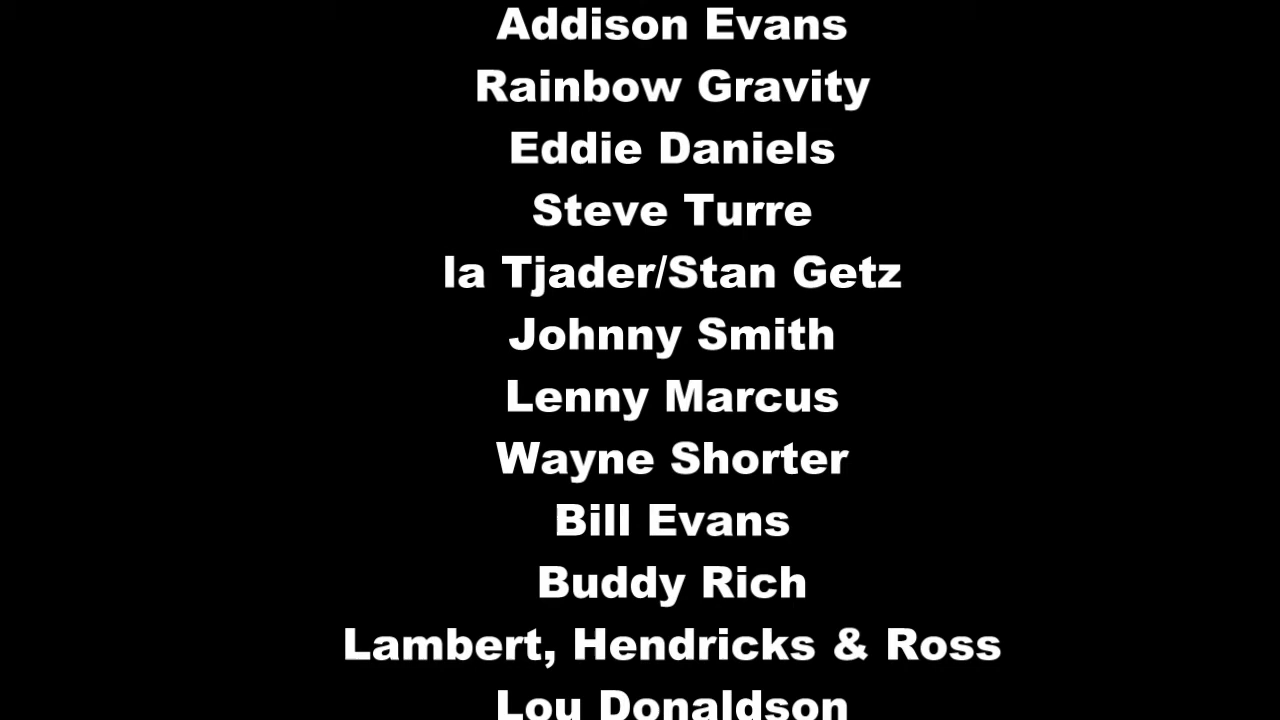 Addison Evans
Rainbow Gravity
Eddie Daniels
Steve Turre
la Tjader/Stan Getz
Johnny Smith
Lenny Marcus
Wayne Shorter
Bill Evans
Buddy Rich
Lambert, Hendricks & Ross
Lou Donaldson